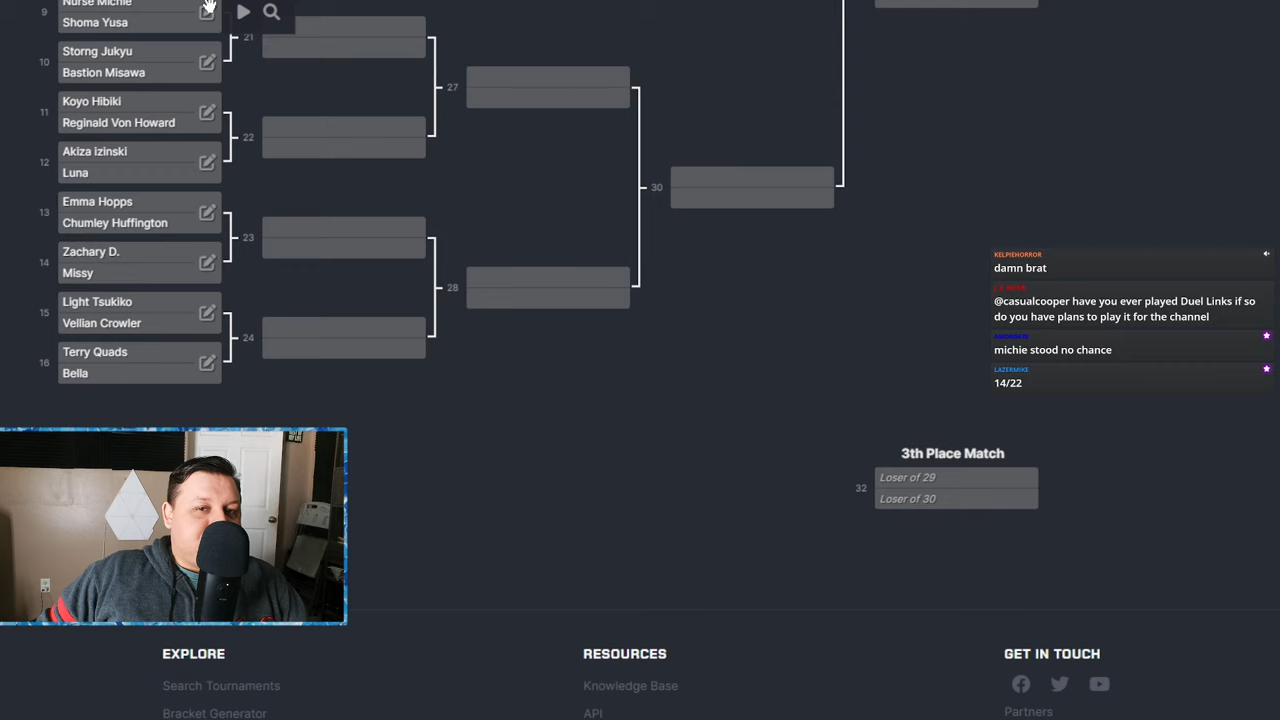 9
Nurse Michie
Shoma Yusa
10
Storng Jukyu
Bastion Misawa
11
Koyo Hibiki
Reginald Von Howard
12
Akiza izinski
Luna
13
Emma Hopps
Chumley Huffington
14
Zachary D.
Missy
15
Light Tsukiko
Vellian Crowler
16
Terry Quads
Bella
21
22
23
24
27
28
30
KELPIEHORROR
damn brat
@casualcooper have you ever played Duel Links if so
do you have plans to play it for the channel
michie stood no chance
LAZERMIKE
14/22
3th Place Match
32
Loser of 29
Loser of 30
EXPLORE
Search Tournaments
Bracket Generator
RESOURCES
Knowledge Base
API
GET IN TOUCH
Partners